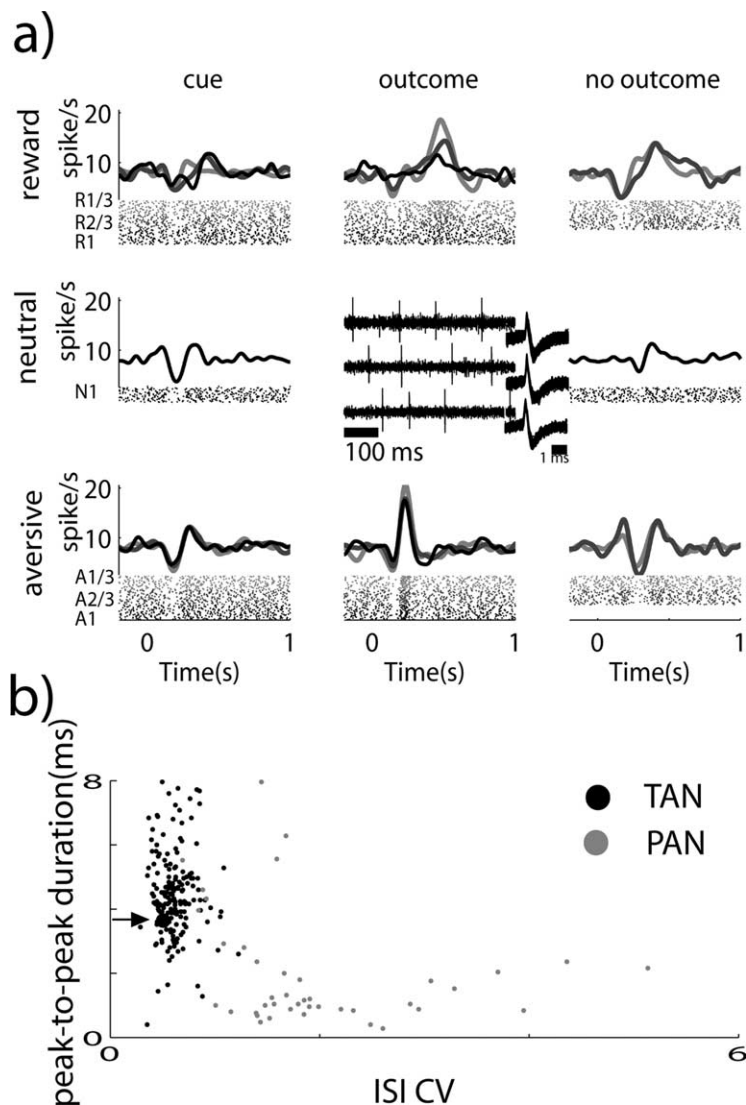 a)
cue outcome no outcome
reward
spike/s
20
10
R1/3
R2/3
R1
neutral
spike/s
20
10
N1
100 ms
1 ms
aversive
spike/s
20
10
A1/3
A2/3
A1
0 1 0 1 0 1
Time(s) Time(s) Time(s)
b)
peak-to-peak duration(ms)
8
TAN
PAN
0
0 6
ISI CV